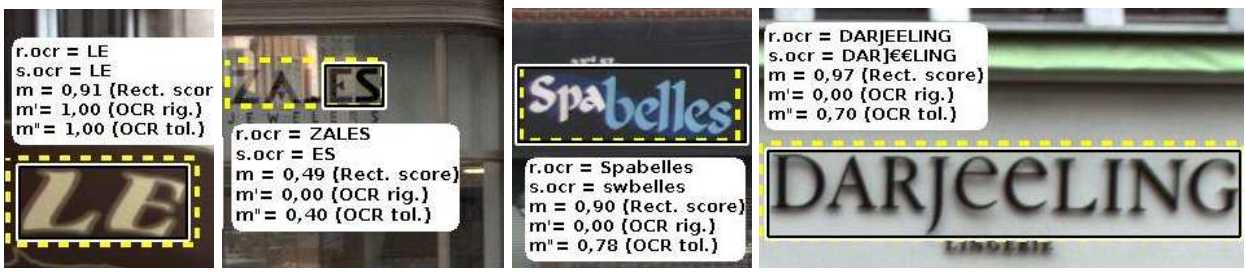 r.ocr = LE
s.ocr = LE
m = 0,91 (Rect. scor
m'= 1,00 (OCR rig.)
m"= 1,00 (OCR tol.)
LE
ZALES
JEWELERS
r.ocr = ZALES
s.ocr = ES
m = 0,49 (Rect. score)
m'= 0,00 (OCR rig.)
m"= 0,40 (OCR tol.)
Spabelles
r.ocr = Spabelles
s.ocr = swbelles
m = 0,90 (Rect. score)
m'= 0,00 (OCR rig.)
m"= 0,78 (OCR tol.)
r.ocr = DARJEELING
s.ocr = DAR]€€LING
m = 0,97 (Rect. score)
m'= 0,00 (OCR rig.)
m"= 0,70 (OCR tol.)
DARJeeLING
LINGERIE